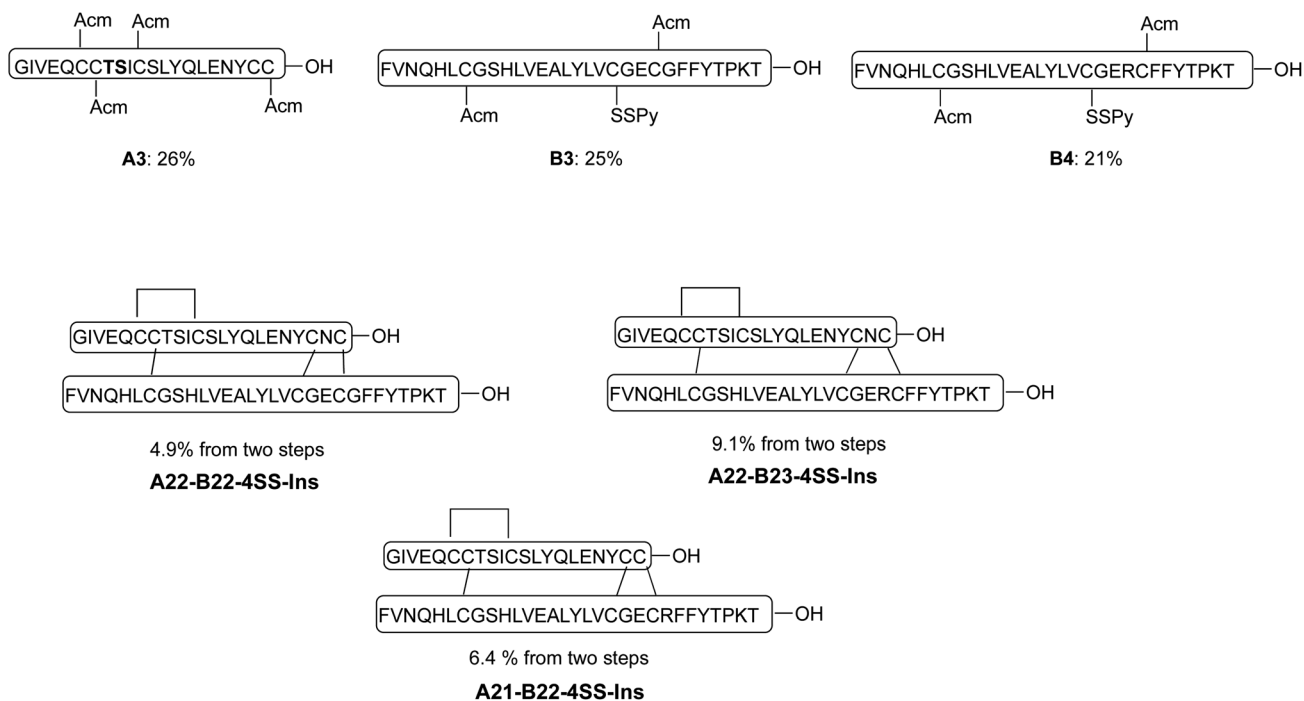 Acm Acm Acm Acm
GIVEQCCTSICSLYQLENYCC OH FVNQHLCGSHLVEALYLVCGECGFFYTPKT OH FVNQHLCGSHLVEALYLVCGERCFFYTPKT OH
Acm Acm Acm SSPy Acm SSPy
A3: 26% B3: 25% B4: 21%
GIVEQCCTSICSLYQLENYCNC OH
FVNQHLCGSHLVEALYLVCGECGFFYTPKT OH
4.9% from two steps
A22-B22-4SS-Ins
GIVEQCCTSICSLYQLENYCNC OH
FVNQHLCGSHLVEALYLVCGERCFFYTPKT OH
9.1% from two steps
A22-B23-4SS-Ins
GIVEQCCTSICSLYQLENYCC OH
FVNQHLCGSHLVEALYLVCGECRFFYTPKT OH
6.4 % from two steps
A21-B22-4SS-Ins